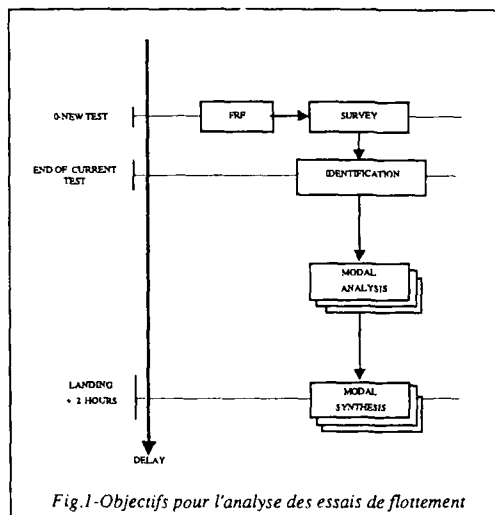 0-NEW TEST
FRF
SURVEY
END OF CURRENT
TEST
IDENTIFICATION
MODAL
ANALYSIS
LANDING
+ 2 HOURS
MODAL
SYNTHESIS
DELAY
Fig.1-Objectifs pour l'analyse des essais de flottement